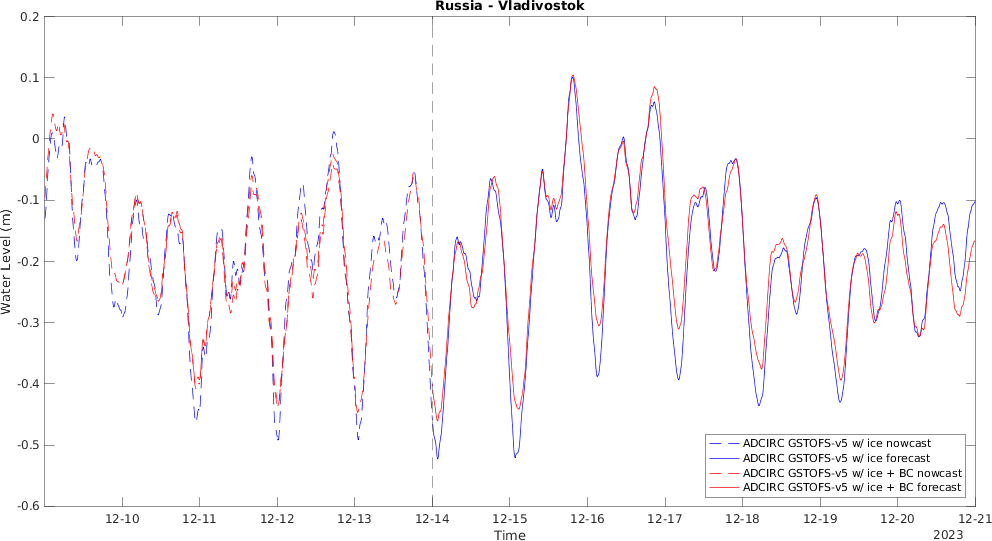 Russia - Vladivostok
0.2
0.1
0
-0.1
-0.2
-0.3
-0.4
-0.5
-0.6
Water Level (m)
ADCIRC GSTOFS-v5 w/ ice nowcast
ADCIRC GSTOFS-v5 w/ ice forecast
ADCIRC GSTOFS-v5 w/ ice + BC nowcast
ADCIRC GSTOFS-v5 w/ ice + BC forecast
12-10 12-11 12-12 12-13 12-14 12-15 12-16 12-17 12-18 12-19 12-20 12-21
Time
2023